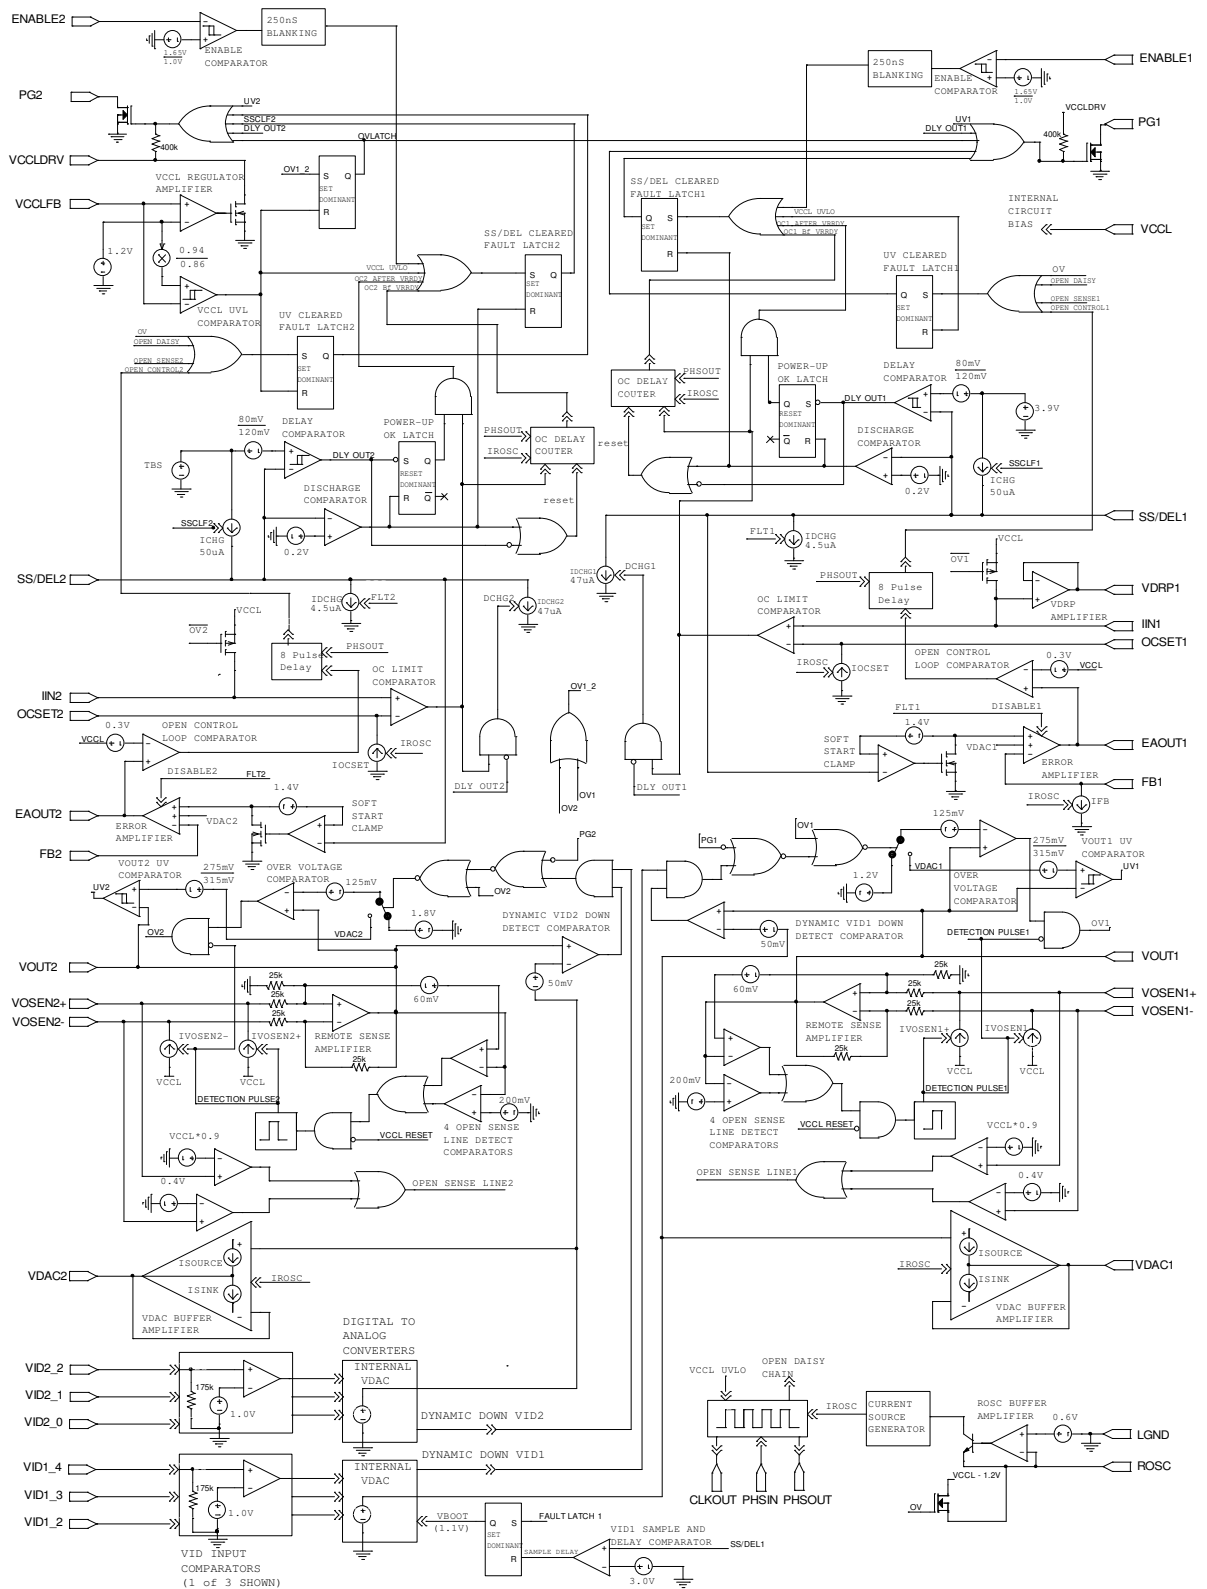 ENABLE2
250nS
BLANKING
1.65V
1.0V
ENABLE
COMPARATOR
250nS
BLANKING
ENABLE
COMPARATOR
1.65V
1.0V
ENABLE1
PG2
UV2
SSCLF2
DLY OUT2
OVLATCH
400k
UV1
DLY OUT1
VCCLDRV
400k
PG1
VCCLDRV
VCCL REGULATOR
AMPLIFIER
OV1_2
S
Q
SET
DOMINANT
R
SS/DEL CLEARED
FAULT LATCH1
Q
S
SET
DOMINANT
R
VCCL UVLO
OC1 AFTER VRRDY
OC1 Bf VRRDY
INTERNAL
CIRCUIT
BIAS
VCCL
VCCLFB
1.2V
0.94
0.86
VCCL UVL
COMPARATOR
SS/DEL CLEARED
FAULT LATCH2
VCCL UVLO
OC2 AFTER VRRDY
OC2 Bf VRRDY
S
Q
SET
DOMINANT
R
UV CLEARED
FAULT LATCH1
Q
S
SET
DOMINANT
R
OV
OPEN DAISY
OPEN SENSE1
OPEN CONTROL1
UV CLEARED
FAULT LATCH2
OV
OPEN DAISY
OPEN SENSE2
OPEN CONTROL2
S
Q
SET
DOMINANT
R
OC DELAY
COUTER
PHSOUT
IROSC
POWER-UP
OK LATCH
Q
S
RESET
DOMINANT
Q
R
DLY OUT1
DELAY
COMPARATOR
80mV
120mV
3.9V
DISCHARGE
COMPARATOR
0.2V
SSCLF1
ICHG
50uA
80mV
120mV
DELAY
COMPARATOR
TBS
DLY OUT2
POWER-UP
OK LATCH
S
Q
RESET
DOMINANT
R
Q
PHSOUT
IROSC
OC DELAY
COUTER
reset
reset
DISCHARGE
COMPARATOR
SSCLF2
ICHG
50uA
0.2V
SS/DEL1
FLT1
IDCHG
4.5uA
SS/DEL2
IDCHG
4.5uA
FLT2
DCHG2
IDCHG2
47uA
IDCHG1
47uA
DCHG1
PHSOUT
8 Pulse
Delay
OV1
VCCL
VDRP
AMPLIFIER
VDRP1
OC LIMIT
COMPARATOR
IIN1
OCSET1
IROSC
IOCSET
OPEN CONTROL
LOOP COMPARATOR
0.3V
VCCL
OV2
VCCL
8 Pulse
Delay
PHSOUT
OC LIMIT
COMPARATOR
IIN2
OCSET2
0.3V
VCCL
OPEN CONTROL
LOOP COMPARATOR
IROSC
IOCSET
OV1_2
OV1
OV2
DLY OUT2
DLY OUT1
FLT1
DISABLE1
1.4V
SOFT
START
CLAMP
VDAC1
ERROR
AMPLIFIER
EAOUT1
FB1
IROSC
IFB
DISABLE2
FLT2
1.4V
EAOUT2
ERROR
AMPLIFIER
VDAC2
SOFT
START
CLAMP
FB2
VOUT2 UV
COMPARATOR
275mV
315mV
UV2
OVER VOLTAGE
COMPARATOR
125mV
OV2
VDAC2
1.8V
OV2
PG2
DYNAMIC VID2 DOWN
DETECT COMPARATOR
50mV
PG1
OV1
1.2V
VDAC1
125mV
OVER
VOLTAGE
COMPARATOR
275mV
315mV
VOUT1 UV
COMPARATOR
UV1
DYNAMIC VID1 DOWN
DETECT COMPARATOR
50mV
DETECTION PULSE1
OV1
VOUT2
VOUT1
VOSEN2+
VOSEN2-
25k
25k
25k
25k
60mV
IVOSEN2-
IVOSEN2+
VCCL
VCCL
REMOTE SENSE
AMPLIFIER
DETECTION PULSE2
VCCL RESET
200mV
4 OPEN SENSE
LINE DETECT
COMPARATORS
60mV
REMOTE SENSE
AMPLIFIER
25k
25k
25k
25k
VOSEN1+
VOSEN1-
IVOSEN1+
IVOSEN1
VCCL
VCCL
200mV
4 OPEN SENSE
LINE DETECT
COMPARATORS
DETECTION PULSE1
VCCL RESET
VCCL*0.9
0.4V
OPEN SENSE LINE2
OPEN SENSE LINE1
VCCL*0.9
0.4V
ISOURCE
ISINK
IROSC
VDAC BUFFER
AMPLIFIER
VDAC2
IROSC
ISOURCE
ISINK
VDAC BUFFER
AMPLIFIER
VDAC1
VID2_2
VID2_1
VID2_0
175k
1.0V
DIGITAL TO
ANALOG
CONVERTERS
INTERNAL
VDAC
DYNAMIC DOWN VID2
DYNAMIC DOWN VID1
VID1_4
VID1_3
VID1_2
175k
1.0V
INTERNAL
VDAC
VID INPUT
COMPARATORS
(1 of 3 SHOWN)
VBOOT
(1.1V)
Q
S
SET
DOMINANT
R
FAULT LATCH 1
SAMPLE DELAY
VID1 SAMPLE AND
DELAY COMPARATOR
SS/DEL1
3.0V
VCCL UVLO
OPEN DAISY
CHAIN
IROSC
CURRENT
SOURCE
GENERATOR
ROSC BUFFER
AMPLIFIER
0.6V
LGND
ROSC
CLKOUT
PHSIN
PHSOUT
VCCL - 1.2V
OV